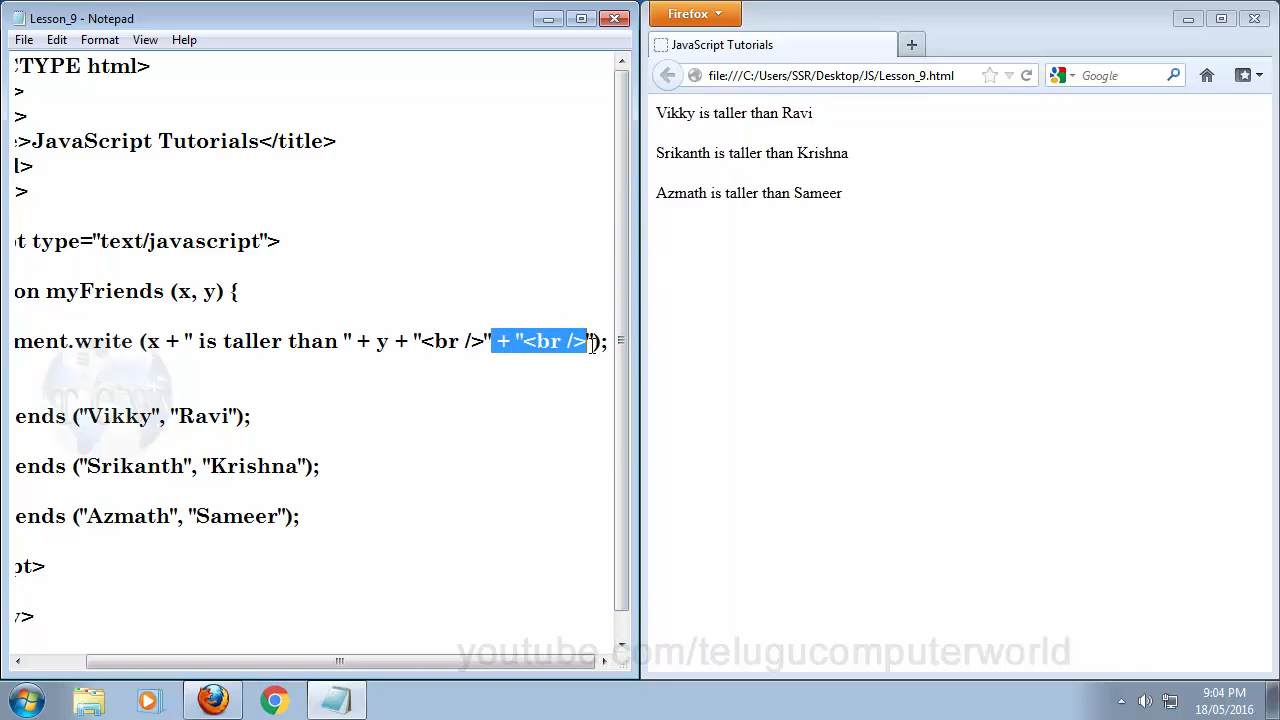 Lesson_9 - Notepad
File Edit Format View Help
'TYPE html>
>
>
e>JavaScript Tutorials</title>
d>
>
pt type="text/javascript">
on myFriends (x, y) {
ment.write (x + " is taller than " + y + "<br />" + "<br />");
ends ("Vikky", "Ravi");
ends ("Srikanth", "Krishna");
ends ("Azmath", "Sameer");
pt>
y>
Firefox
JavaScript Tutorials
file:///C:/Users/SSR/Desktop/JS/Lesson_9.html
Google
Vikky is taller than Ravi
Srikanth is taller than Krishna
Azmath is taller than Sameer
youtube.com/telugucomputerworld
9:04 PM
18/05/2016